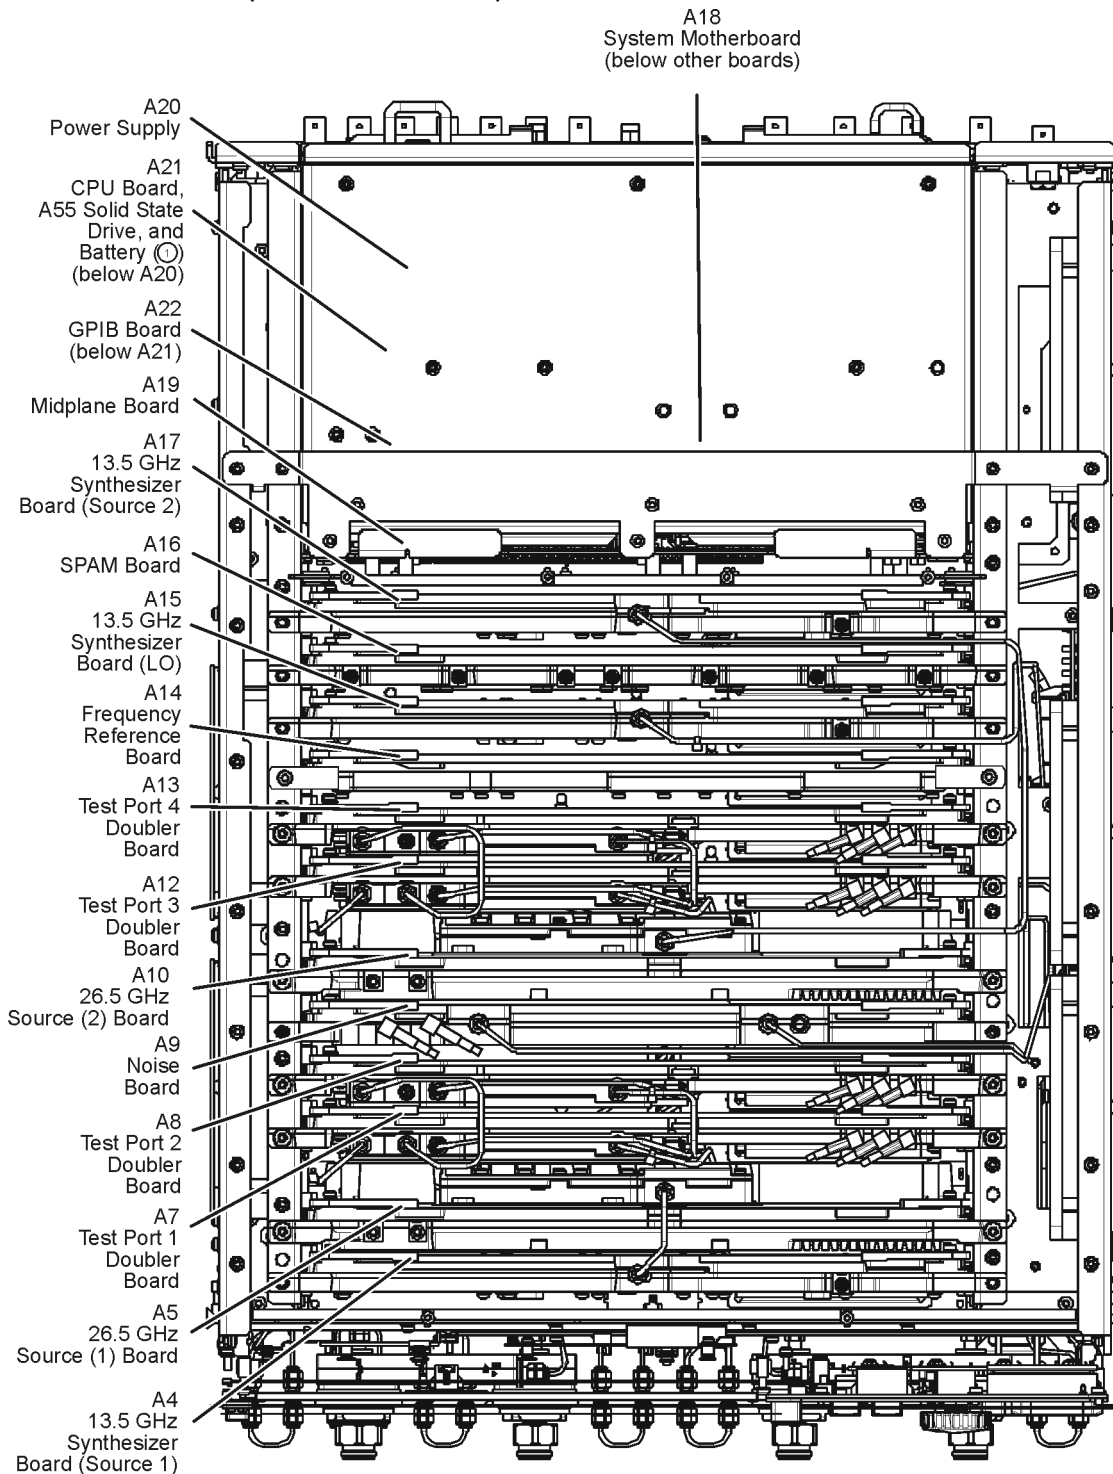 A18
System Motherboard
(below other boards)
A20
Power Supply
A21
CPU Board,
A55 Solid State
Drive, and
Battery (①)
(below A20)
A22
GPIB Board
(below A21)
A19
Midplane Board
A17
13.5 GHz
Synthesizer
Board (Source 2)
A16
SPAM Board
A15
13.5 GHz
Synthesizer
Board (LO)
A14
Frequency
Reference
Board
A13
Test Port 4
Doubler
Board
A12
Test Port 3
Doubler
Board
A10
26.5 GHz
Source (2) Board
A9
Noise
Board
A8
Test Port 2
Doubler
Board
A7
Test Port 1
Doubler
Board
A5
26.5 GHz
Source (1) Board
A4
13.5 GHz
Synthesizer
Board (Source 1)